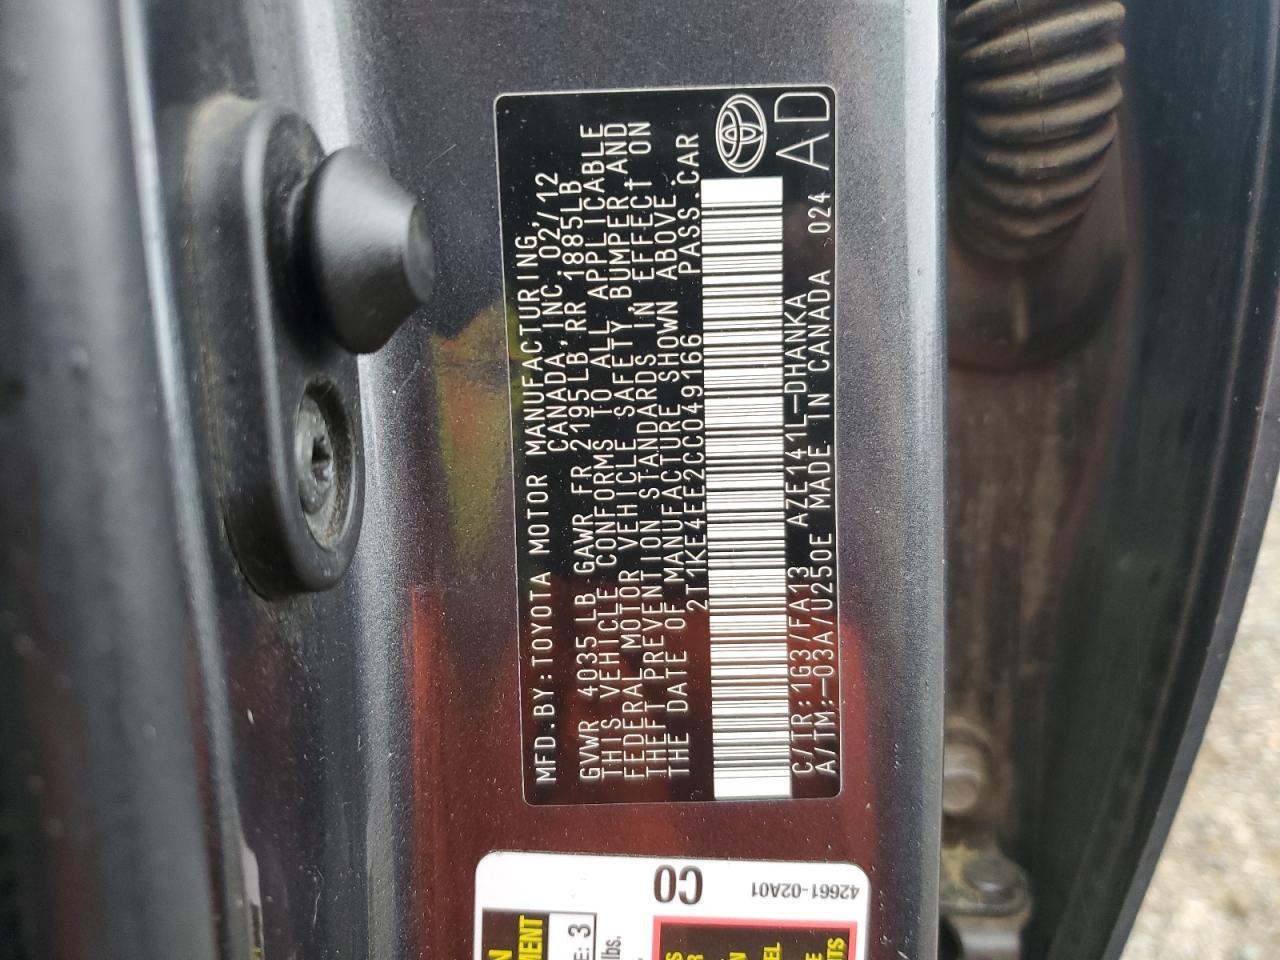 MFD.BY:TOYOTA MOTOR MANUFACTURING,
CANADA,INC. 02/12
GVWR 4035 LB GAWR FR 2195LB,RR 1885LB
THIS VEHICLE CONFORMS TO ALL APPLICABLE
FEDERAL MOTOR VEHICLE SAFETY BUMPER AND
THEFT PREVENTION STANDARDS IN EFFECT ON
THE DATE OF MANUFACTURE SHOWN ABOVE
2T1KE4EE2CC049166 PASS.CAR
C/TR:1G3/FA13 AZE141L-DHANKA AD
A/TM:-03A/U250E MADE IN CANADA 024
CO
42661-02A01
3
lbs.